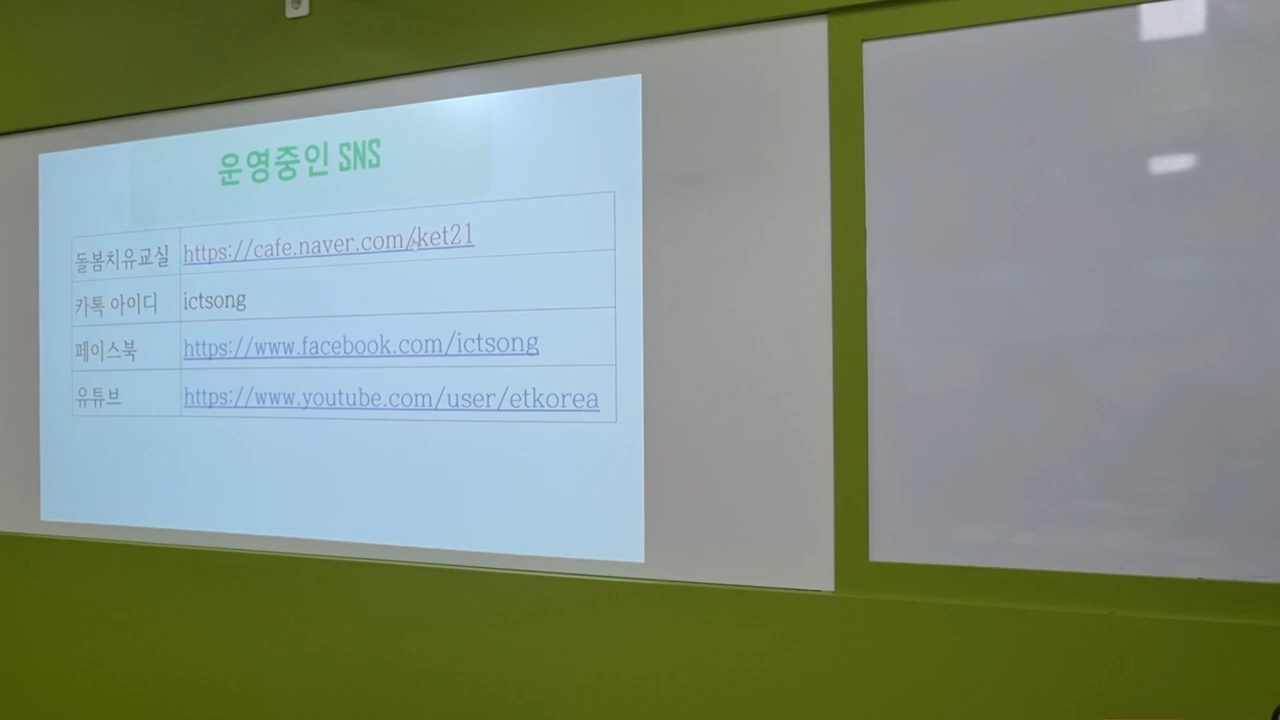 운영중인 SNS
돌봄치유교실 https://cafe.naver.com/ket21
카톡 아이디 ictsong
페이스북 https://www.facebook.com/ictsong
유튜브 https://www.youtube.com/user/etkorea